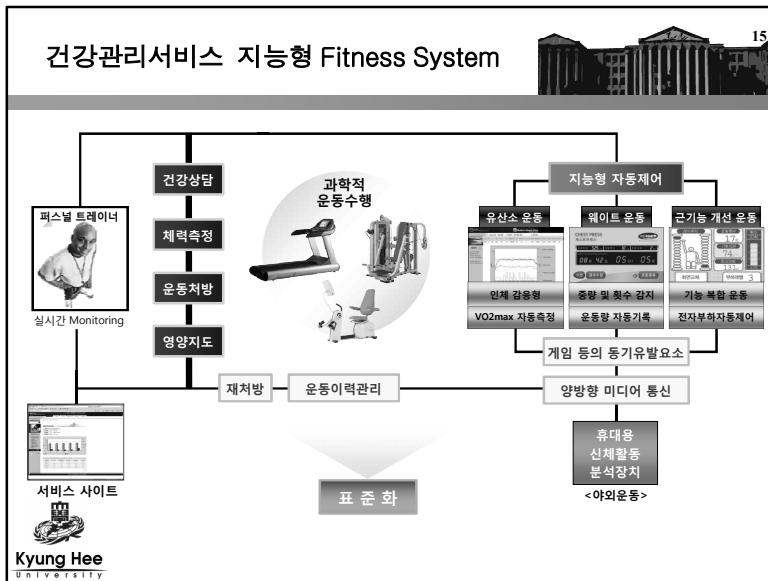 건강관리서비스 지능형 Fitness System
15
퍼스널 트레이너
실시간 Monitoring
건강상담
체력측정
운동처방
영양지도
과학적
운동수행
지능형 자동제어
유산소 운동
웨이트 운동
근기능 개선 운동
CHEST PRESS
인체 감응형
중량 및 횟수 감지
기능 복합 운동
VO2max 자동측정
운동량 자동기록
전자부하자동제어
게임 등의 동기유발요소
재처방
운동이력관리
양방향 미디어 통신
휴대용
신체활동
분석장치
<야외운동>
서비스 사이트
표 준 화
Kyung Hee
University